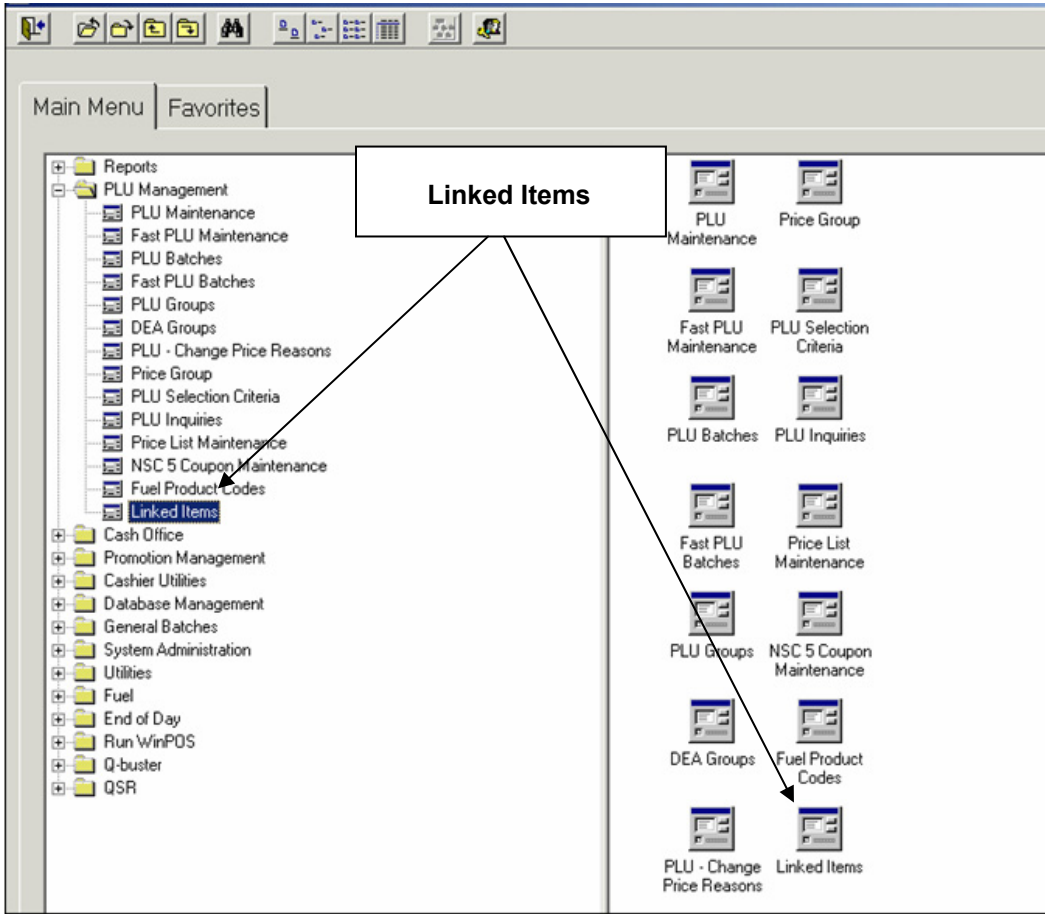 Main Menu
Favorites
Reports
PLU Management
PLU Maintenance
Fast PLU Maintenance
PLU Batches
Fast PLU Batches
PLU Groups
DEA Groups
PLU - Change Price Reasons
Price Group
PLU Selection Criteria
PLU Inquiries
Price List Maintenance
NSC 5 Coupon Maintenance
Fuel Product Codes
Linked Items
Cash Office
Promotion Management
Cashier Utilities
Database Management
General Batches
System Administration
Utilities
Fuel
End of Day
Run WinPOS
Q-buster
QSR
Linked Items
PLU
Maintenance
Price Group
Fast PLU
Maintenance
PLU Selection
Criteria
PLU Batches
PLU Inquiries
Fast PLU
Batches
Price List
Maintenance
PLU Groups
NSC 5 Coupon
Maintenance
DEA Groups
Fuel Product
Codes
PLU - Change
Price Reasons
Linked Items